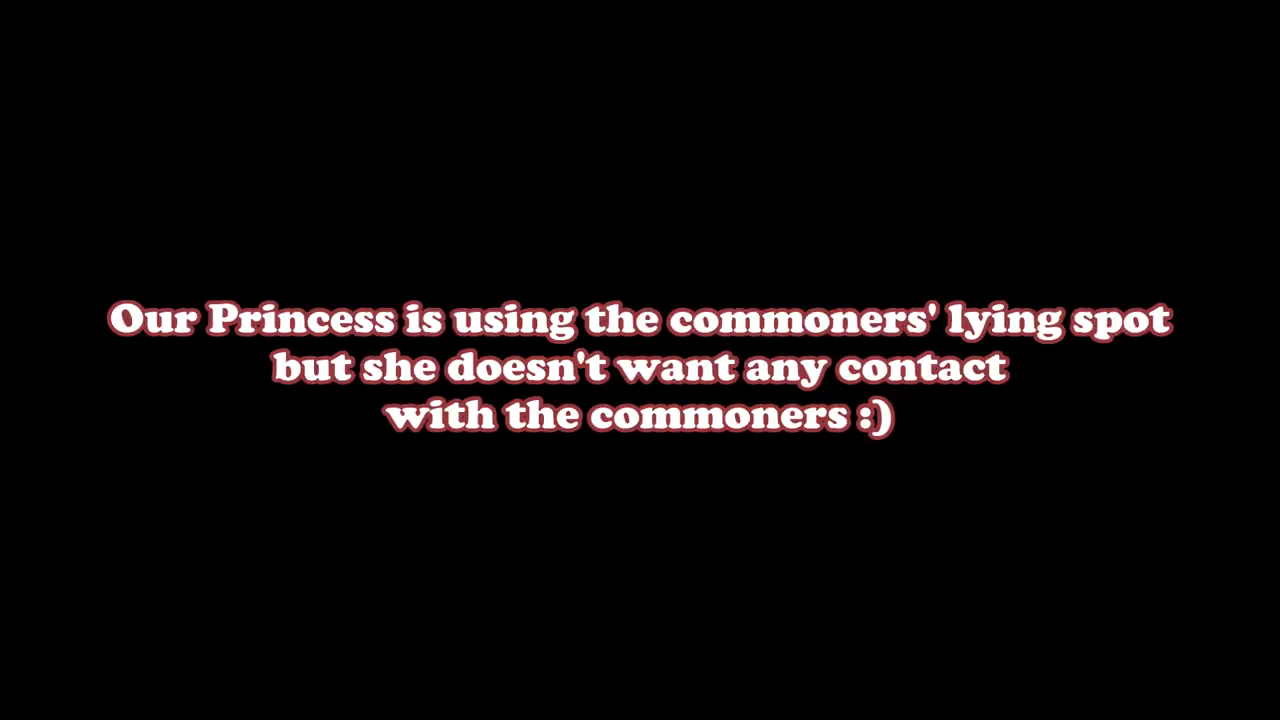 Our Princess is using the commoners' lying spot
but she doesn't want any contact
with the commoners :)